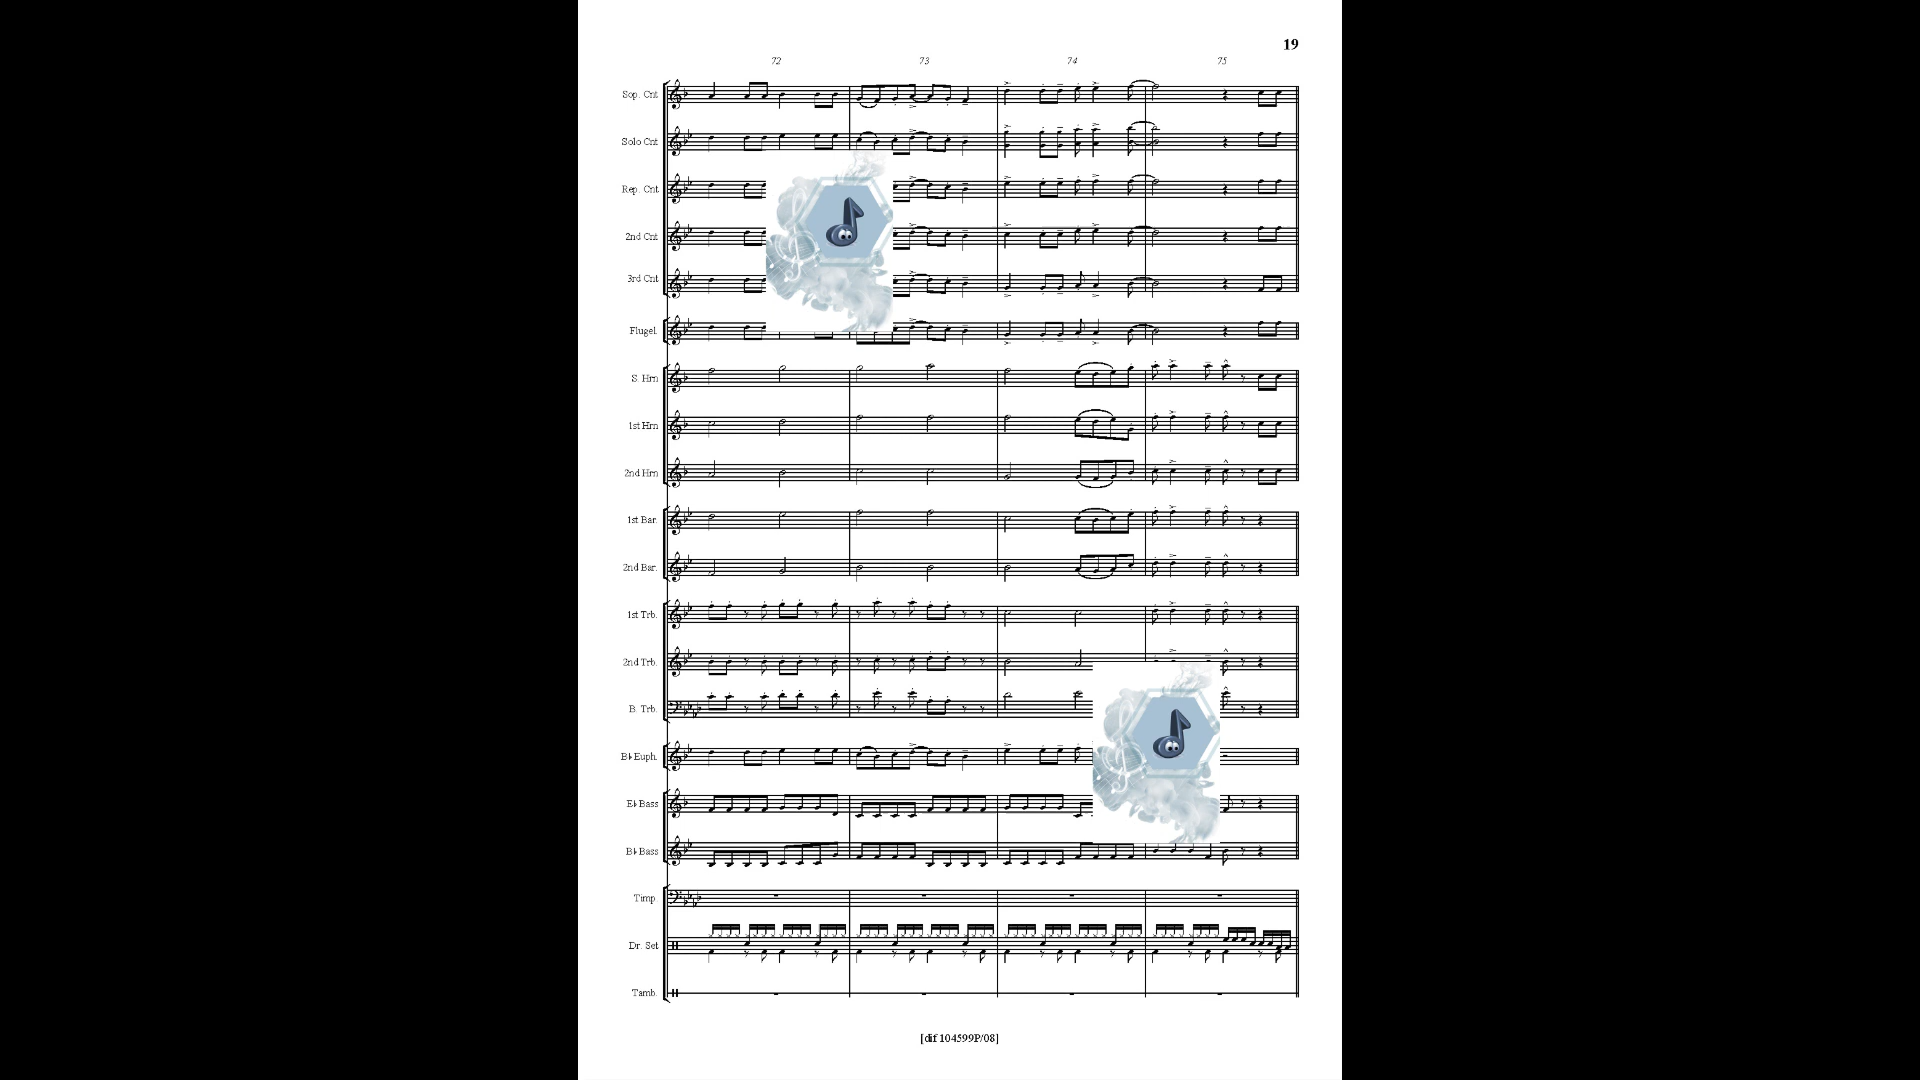 19
72 73 74 75
Sop. Cnt
Solo Cnt
Rep. Cnt
2nd Cnt
3rd Cnt
Flugel.
S. Hrn
1st Hrn
2nd Hrn
1st Bar.
2nd Bar.
1st Trb.
2nd Trb.
B. Trb.
B♭ Euph.
E♭ Bass
B♭ Bass
Timp
Dr. Set
Tamb.
[dif 104599P/08]